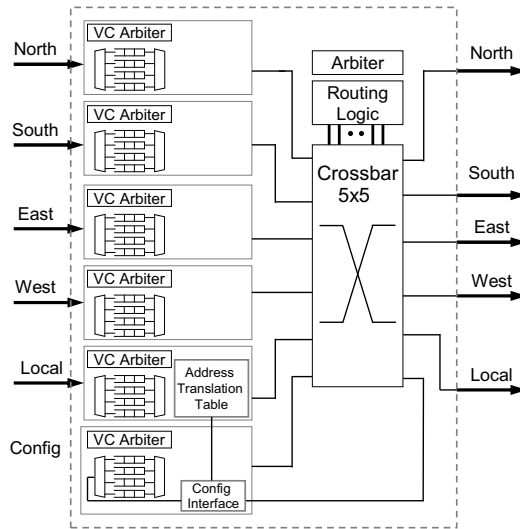 North
VC Arbiter
Arbiter
North
Routing
Logic
South
VC Arbiter
Crossbar
5x5
South
East
VC Arbiter
East
West
VC Arbiter
West
Local
VC Arbiter
Address
Translation
Table
Local
Config
VC Arbiter
Config
Interface